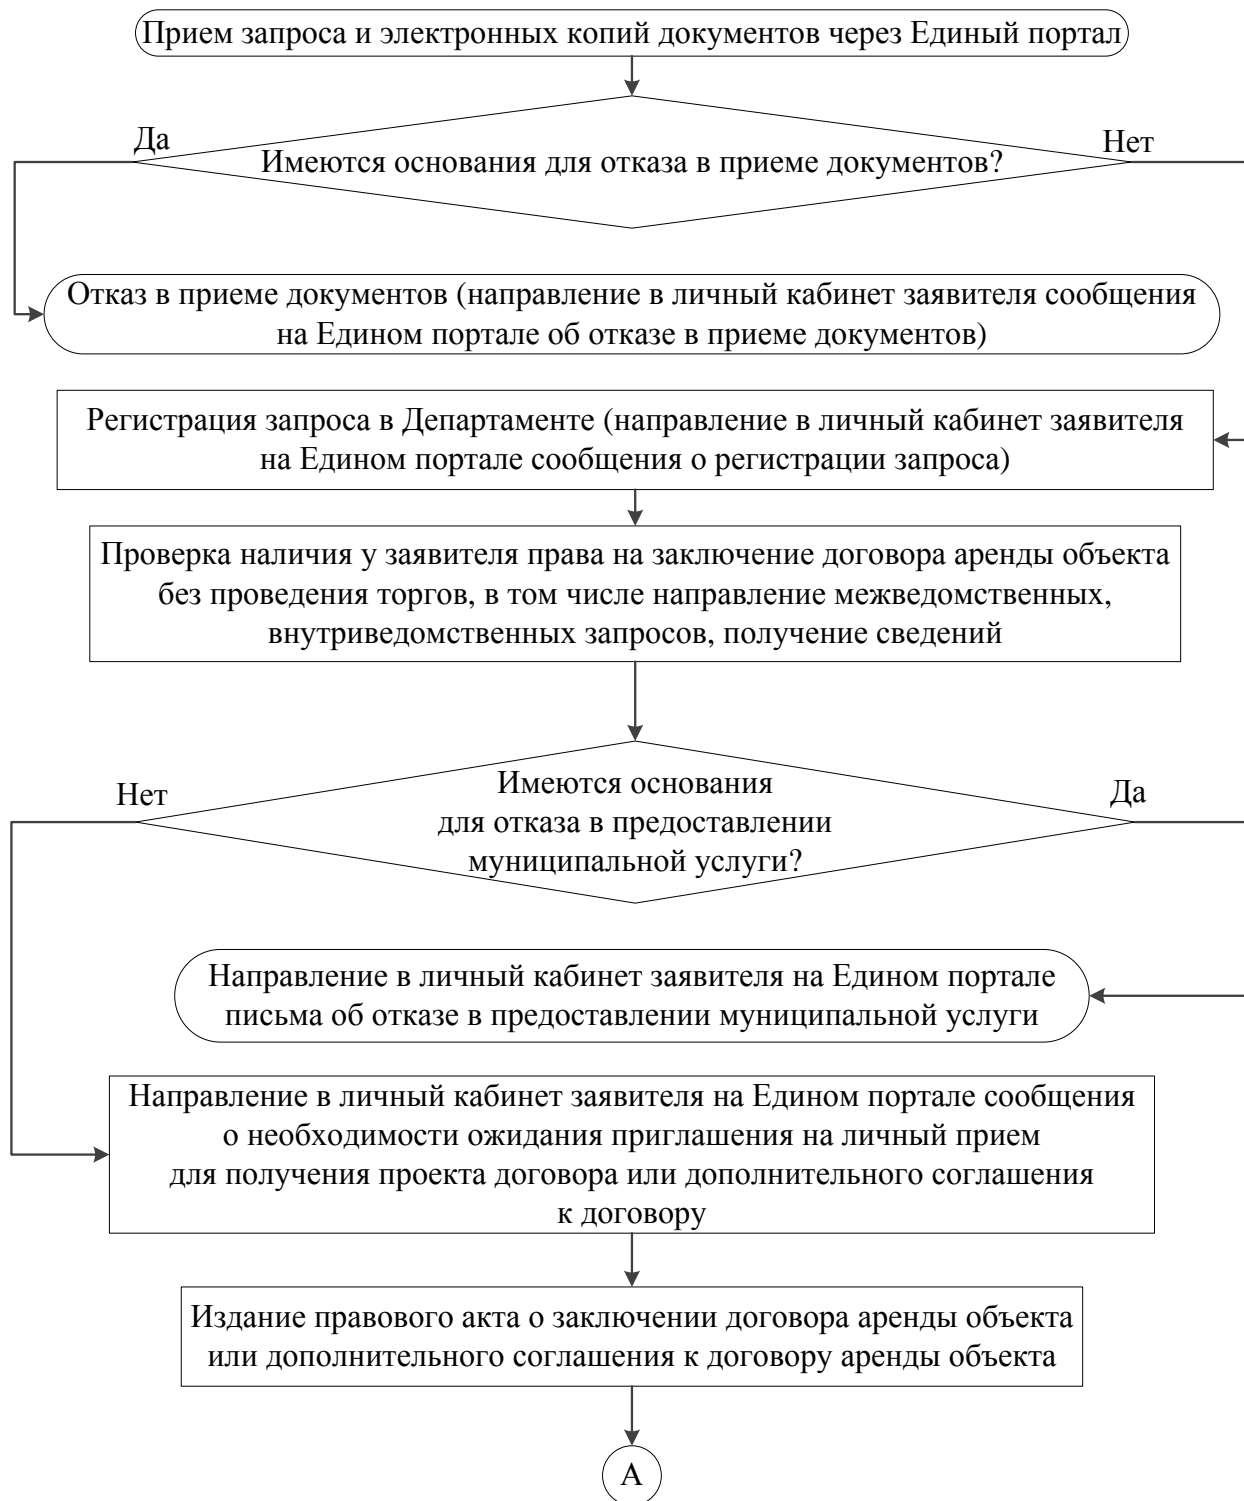 Прием запроса и электронных копий документов через Единый портал
Да
Нет
Имеются основания для отказа в приеме документов?
Отказ в приеме документов (направление в личный кабинет заявителя сообщения
на Едином портале об отказе в приеме документов)
Регистрация запроса в Департаменте (направление в личный кабинет заявителя
на Едином портале сообщения о регистрации запроса)
Проверка наличия у заявителя права на заключение договора аренды объекта
без проведения торгов, в том числе направление межведомственных,
внутриведомственных запросов, получение сведений
Нет
Да
Имеются основания
для отказа в предоставлении
муниципальной услуги?
Направление в личный кабинет заявителя на Едином портале
письма об отказе в предоставлении муниципальной услуги
Направление в личный кабинет заявителя на Едином портале сообщения
о необходимости ожидания приглашения на личный прием
для получения проекта договора или дополнительного соглашения
к договору
Издание правового акта о заключении договора аренды объекта
или дополнительного соглашения к договору аренды объекта
А